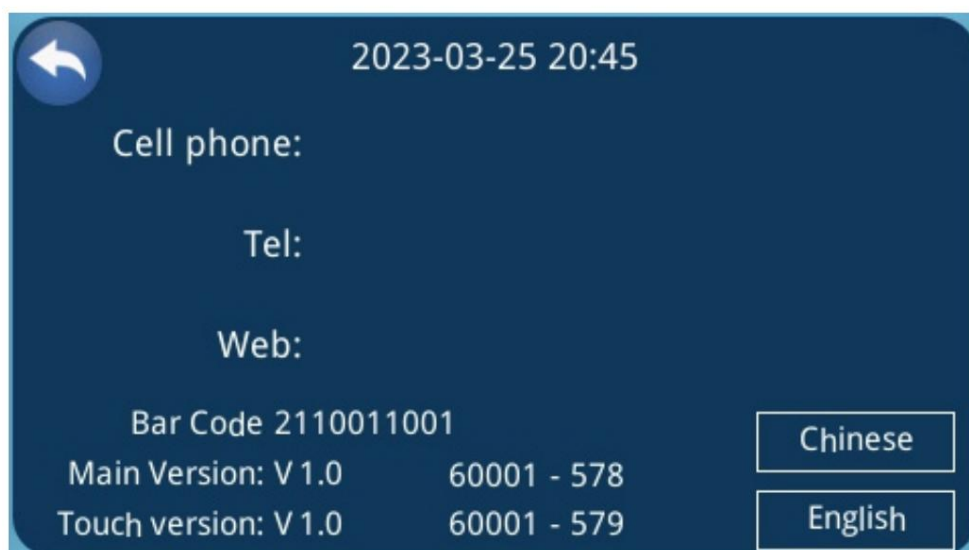 2023-03-25 20:45
Cell phone:
Tel:
Web:
Bar Code 2110011001
Chinese
Main Version: V 1.0 60001 - 578
Touch version: V 1.0 60001 - 579
English